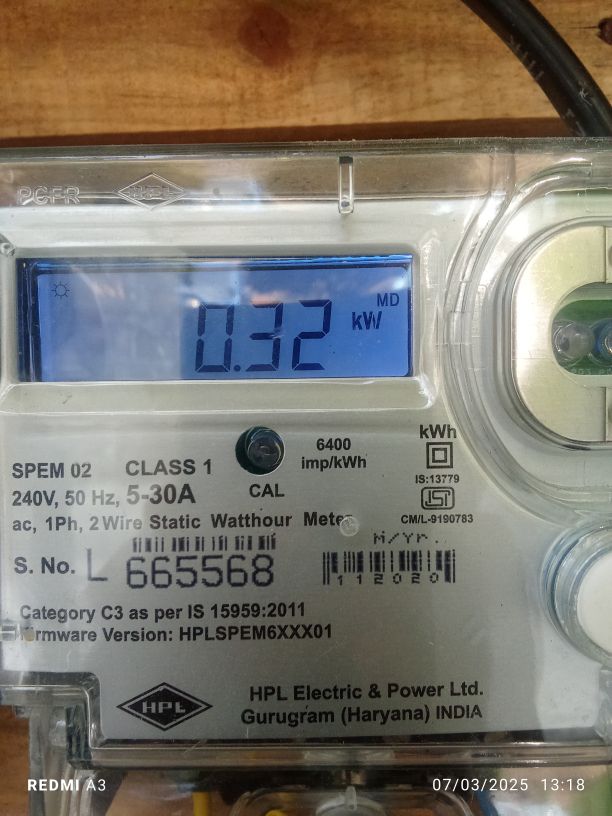 PCFR HPL
MD
0.32 kW
6400
imp/kWh
kWh
SPEM 02 CLASS 1
IS:13779
240V, 50 Hz, 5-30A
CAL
ISI
CM/L-9190783
ac, 1Ph, 2 Wire Static Watthour Meter
M/Yr.
S. No. L 665568
112020
Category C3 as per IS 15959:2011
Firmware Version: HPLSPEM6XXX01
HPL
HPL Electric & Power Ltd.
Gurugram (Haryana) INDIA
REDMI A3
07/03/2025 13:18